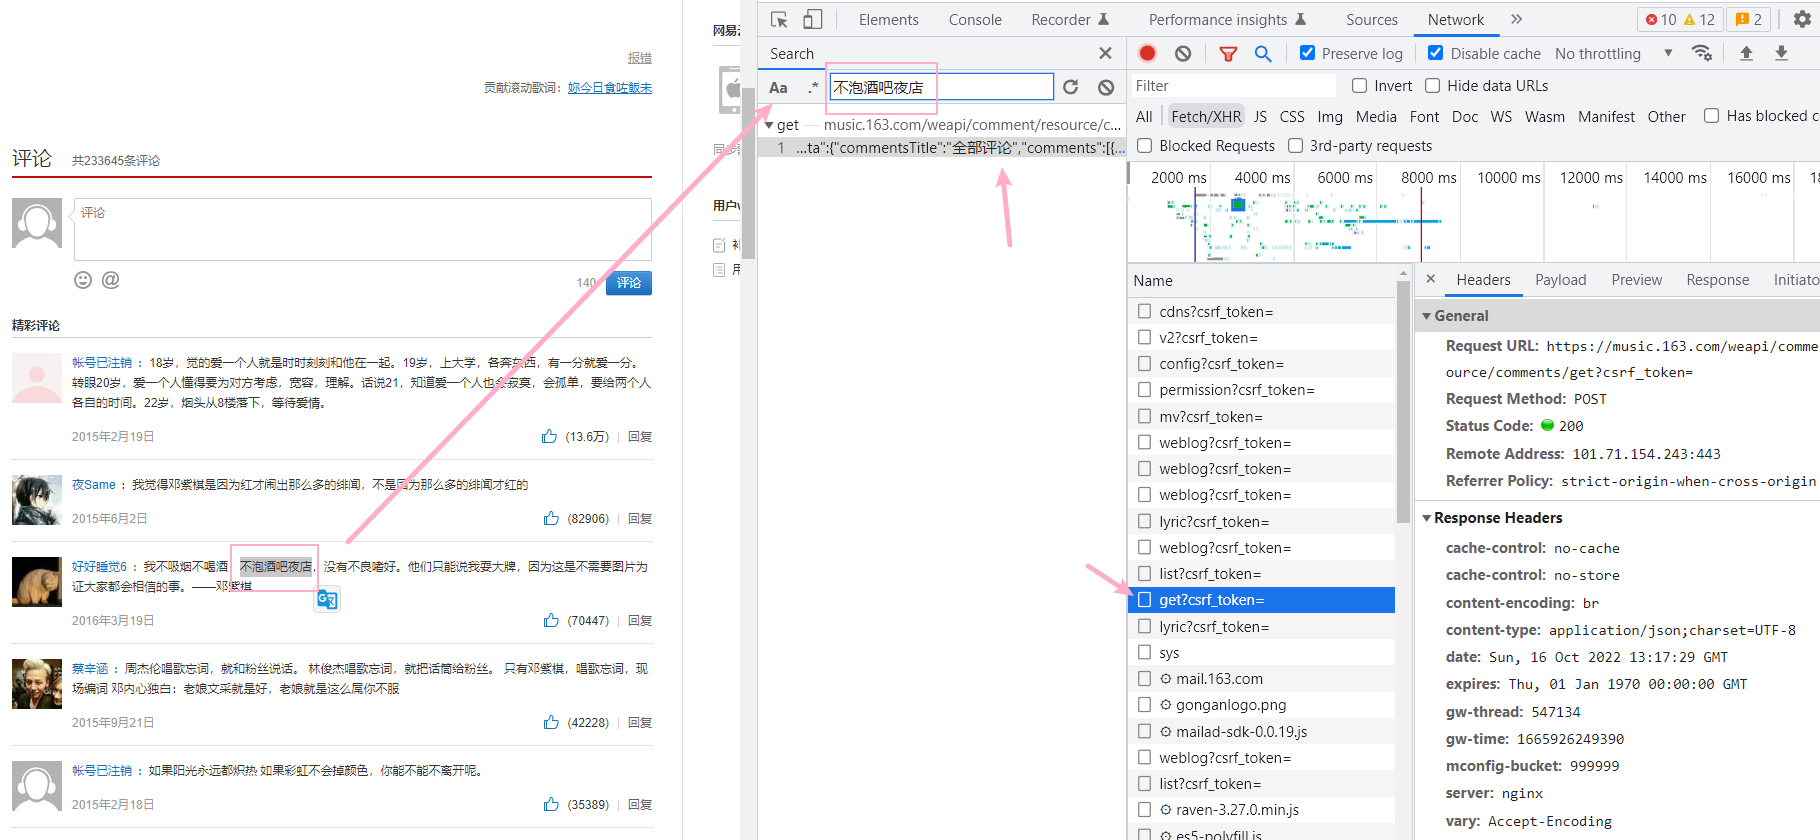 报错
贡献滚动歌词：妳今日食咗飯未
评论 共233645条评论
评论
140 评论
精彩评论
帐号已注销 ：18岁，觉的爱一个人就是时时刻刻和他在一起。19岁，上大学，各奔东西，有一分就爱一分。
转眼20岁，爱一个人懂得要为对方考虑，宽容，理解。话说21，知道爱一个人也会寂寞，会孤单，要给两个人
各自的时间。22岁，烟头从8楼落下，等待爱情。
2015年2月19日 (13.6万) | 回复
夜Same ：我觉得邓紫棋是因为红才闹出那么多的绯闻，不是因为那么多的绯闻才红的
2015年6月2日 (82906) | 回复
好好睡觉6 ：我不吸烟不喝酒 不泡酒吧夜店，没有不良嗜好。他们只能说我耍大牌，因为这是不需要图片为
证大家都会相信的事。——邓紫棋
2016年3月19日 (70447) | 回复
蔡辛涵 ：周杰伦唱歌忘词，就和粉丝说话。 林俊杰唱歌忘词，就把话筒给粉丝。 只有邓紫棋，唱歌忘词，现
场编词 邓内心独白：老娘文采就是好，老娘就是这么屌你不服
2015年9月21日 (42228) | 回复
帐号已注销 ：如果阳光永远都炽热 如果彩虹不会掉颜色，你能不能不离开呢。
2015年2月18日 (35389) | 回复
网易云
用户w
Elements Console Recorder Performance insights Sources Network » 10 12 2
Search
Aa .* 不泡酒吧夜店
get — music.163.com/weapi/comment/resource/c...
1 ...ta":{"commentsTitle":"全部评论","comments":[{...
Preserve log Disable cache No throttling
Filter Invert Hide data URLs
All Fetch/XHR JS CSS Img Media Font Doc WS Wasm Manifest Other Has blocked c
Blocked Requests 3rd-party requests
2000 ms 4000 ms 6000 ms 8000 ms 10000 ms 12000 ms 14000 ms 16000 ms 18
Name
cdns?csrf_token=
v2?csrf_token=
config?csrf_token=
permission?csrf_token=
mv?csrf_token=
weblog?csrf_token=
weblog?csrf_token=
weblog?csrf_token=
lyric?csrf_token=
weblog?csrf_token=
list?csrf_token=
get?csrf_token=
lyric?csrf_token=
sys
mail.163.com
gonganlogo.png
mailad-sdk-0.0.19.js
weblog?csrf_token=
list?csrf_token=
raven-3.27.0.min.js
es5-polyfill.js
Headers Payload Preview Response Initiato
General
Request URL: https://music.163.com/weapi/comme
ource/comments/get?csrf_token=
Request Method: POST
Status Code: 200
Remote Address: 101.71.154.243:443
Referrer Policy: strict-origin-when-cross-origin
Response Headers
cache-control: no-cache
cache-control: no-store
content-encoding: br
content-type: application/json;charset=UTF-8
date: Sun, 16 Oct 2022 13:17:29 GMT
expires: Thu, 01 Jan 1970 00:00:00 GMT
gw-thread: 547134
gw-time: 1665926249390
mconfig-bucket: 999999
server: nginx
vary: Accept-Encoding